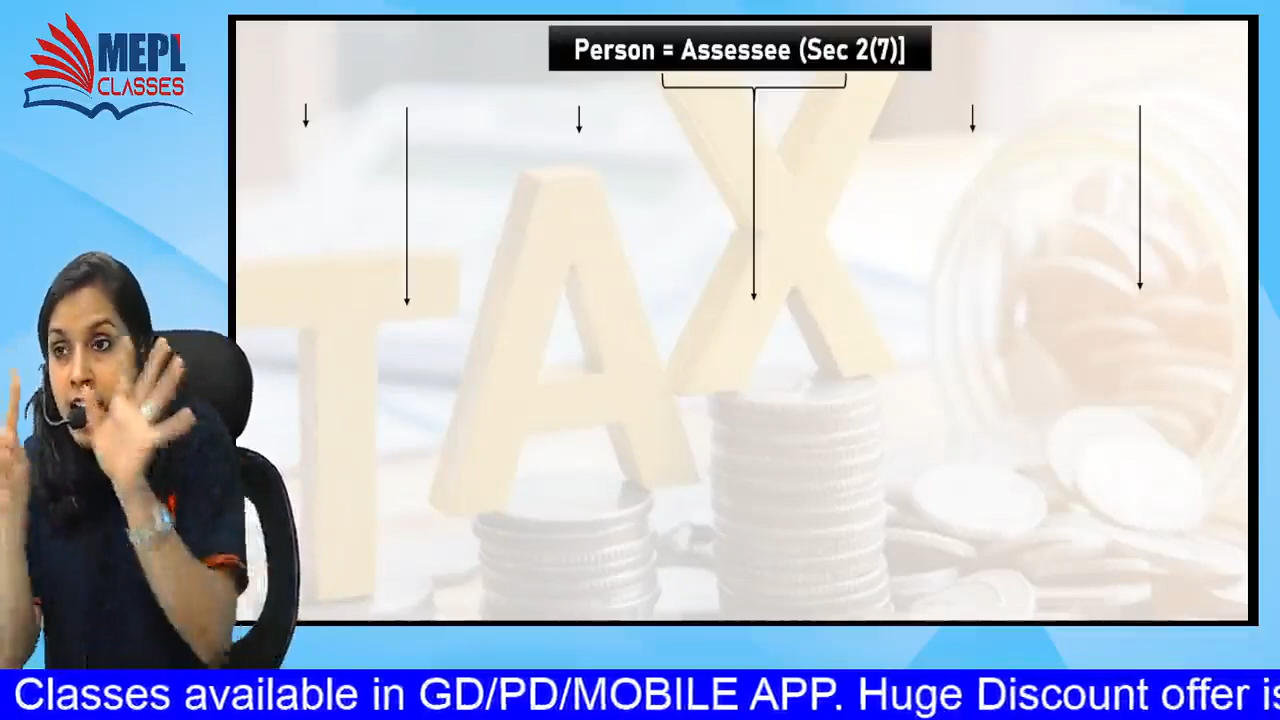 MEPL
CLASSES
Person = Assessee (Sec 2(7)]
TAX
Classes available in GD/PD/MOBILE APP. Huge Discount offer is